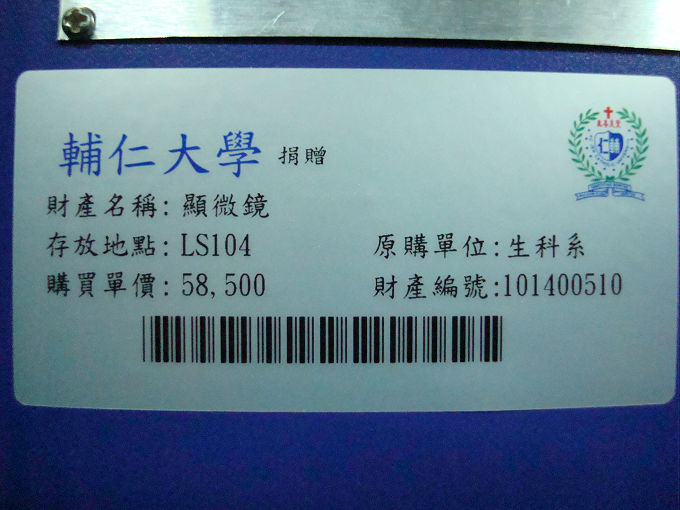 輔仁大學 捐贈
財產名稱: 顯微鏡
存放地點: LS104 原購單位:生科系
購買單價: 58,500 財產編號:101400510